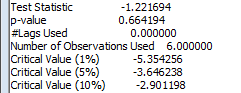 Test Statistic -1.221694
p-value 0.664194
#Lags Used 0.000000
Number of Observations Used 6.000000
Critical Value (1%) -5.354256
Critical Value (5%) -3.646238
Critical Value (10%) -2.901198